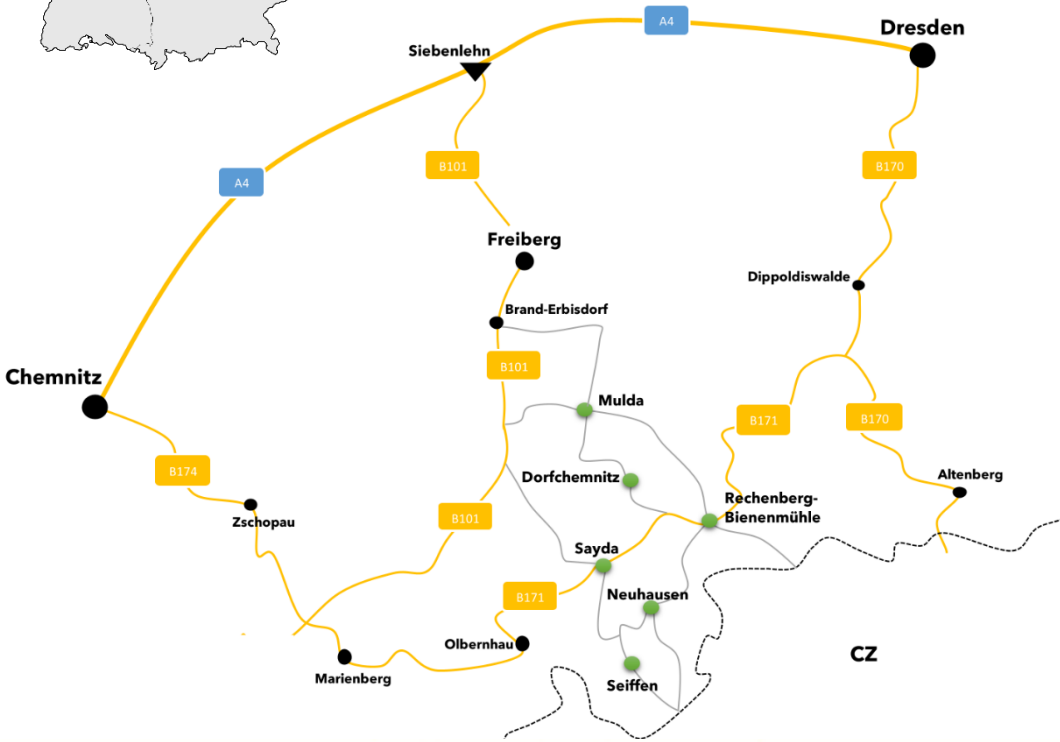 A4
Dresden
Siebenlehn
B101
B170
A4
Freiberg
Dippoldiswalde
Brand-Erbisdorf
B101
Chemnitz
Mulda
B171
B170
B174
Dorfchemnitz
Altenberg
Rechenberg-
Bienenmühle
B101
Zschopau
Sayda
B171
Neuhausen
Olbernhau
CZ
Marienberg
Seiffen